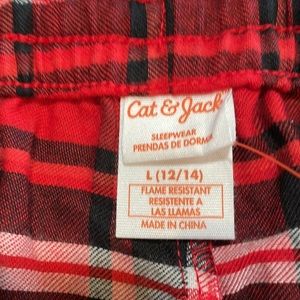 Cat & Jack
SLEEPWEAR
PRENDAS DE DORMIR
L (12/14)
FLAME RESISTANT
RESISTENTE A
LAS LLAMAS
MADE IN CHINA